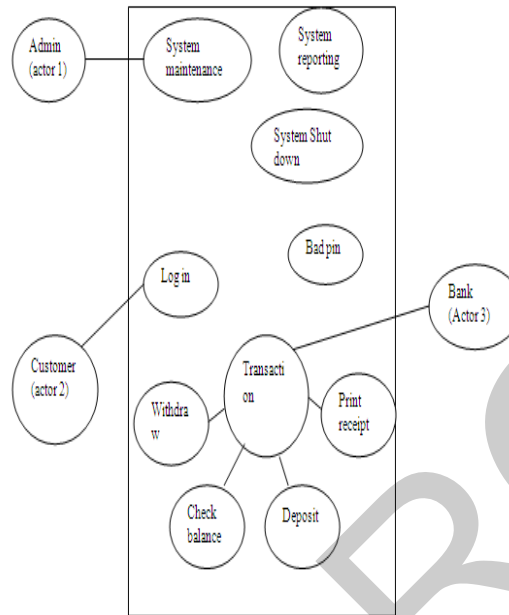 Admin
(actor 1)
System
maintenance
System
reporting
System Shut
down
Bad pin
Log in
Bank
(Actor 3)
Customer
(actor 2)
Transacti
on
Withdra
w
Print
receipt
Check
balance
Deposit